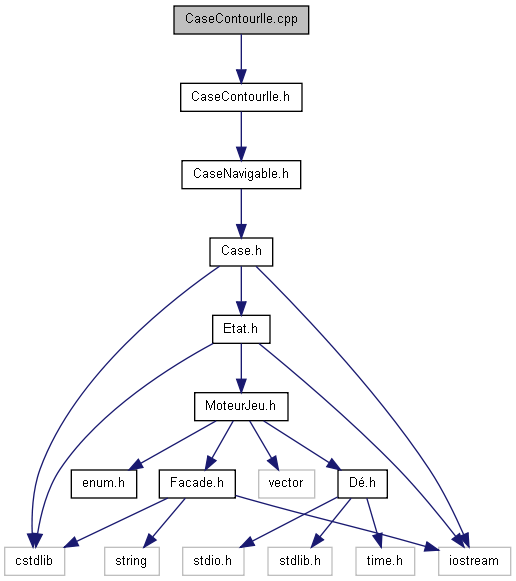 CaseContourIle.cpp
CaseContourIle.h
CaseNavigable.h
Case.h
Etat.h
MoteurJeu.h
enum.h
Facade.h
vector
Dé.h
cstdlib
string
stdio.h
stdlib.h
time.h
iostream